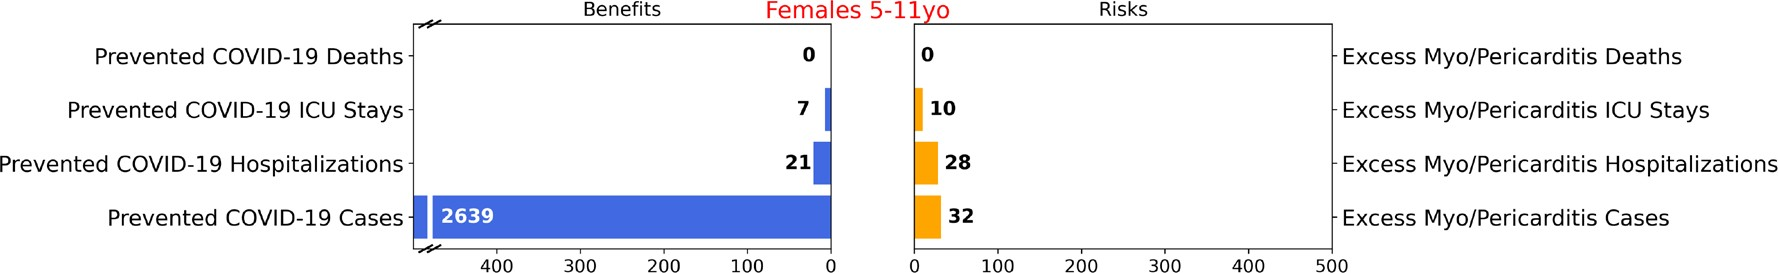 Benefits Females 5-11yo Risks
Prevented COVID-19 Deaths 0 0 Excess Myo/Pericarditis Deaths
Prevented COVID-19 ICU Stays 7 10 Excess Myo/Pericarditis ICU Stays
Prevented COVID-19 Hospitalizations 21 28 Excess Myo/Pericarditis Hospitalizations
Prevented COVID-19 Cases 2639 32 Excess Myo/Pericarditis Cases
400 300 200 100 0 0 100 200 300 400 500